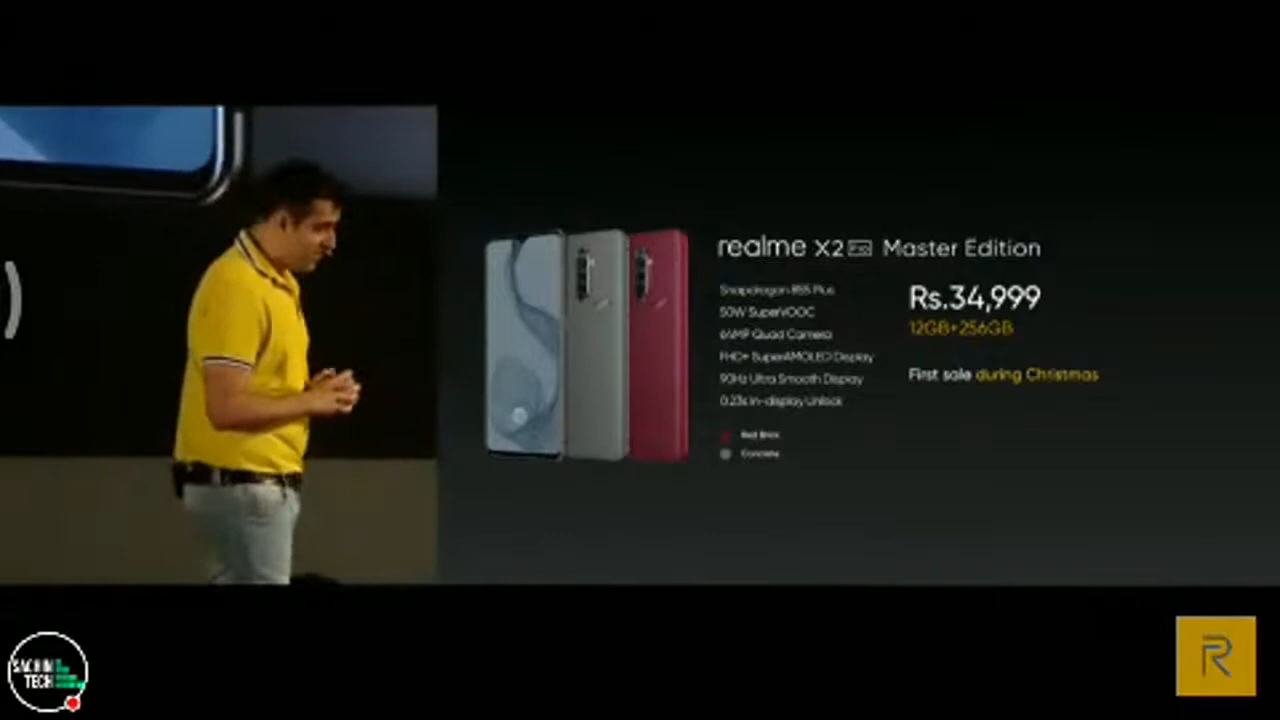 )
realme X2 Pro Master Edition
Snapdragon 855 Plus
50W SuperVOOC
64MP Quad Camera
FHD+ SuperAMOLED Display
90Hz Ultra Smooth Display
0.23s In-display Unlock
Red Brick
Concrete
Rs.34,999
12GB+256GB
First sale during Christmas
SACHIN
TECH
R